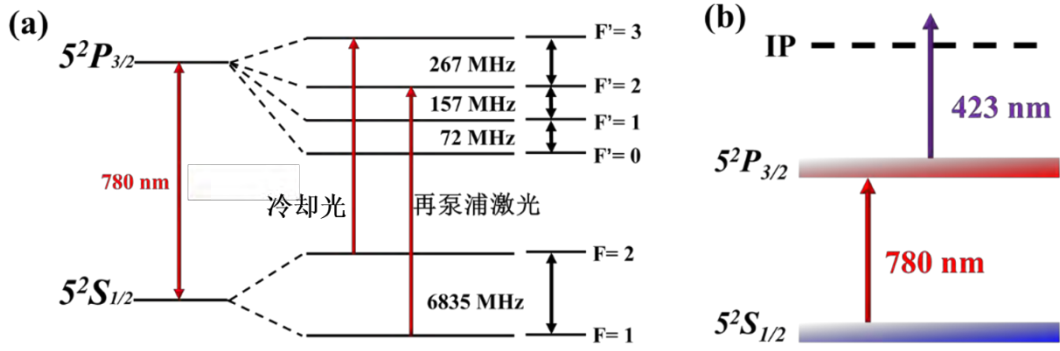 (a)
5²P3/2
F'= 3
267 MHz
F'= 2
157 MHz
F'= 1
72 MHz
F'= 0
780 nm
冷却光
再泵浦激光
F= 2
5²S1/2
6835 MHz
F= 1
(b)
IP
423 nm
5²P3/2
780 nm
5²S1/2